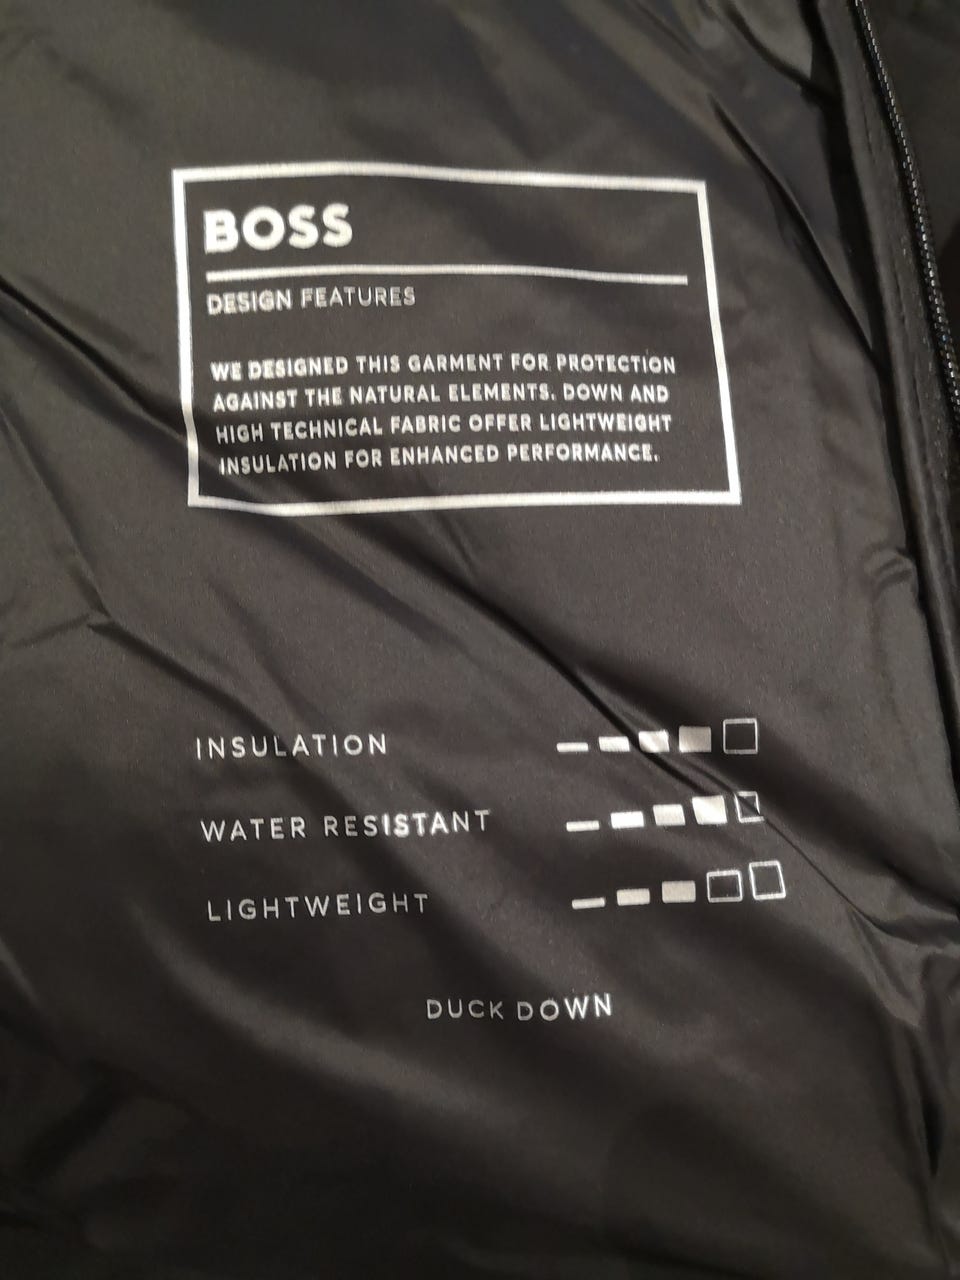 BOSS
DESIGN FEATURES
WE DESIGNED THIS GARMENT FOR PROTECTION
AGAINST THE NATURAL ELEMENTS. DOWN AND
HIGH TECHNICAL FABRIC OFFER LIGHTWEIGHT
INSULATION FOR ENHANCED PERFORMANCE.
INSULATION
WATER RESISTANT
LIGHTWEIGHT
DUCK DOWN